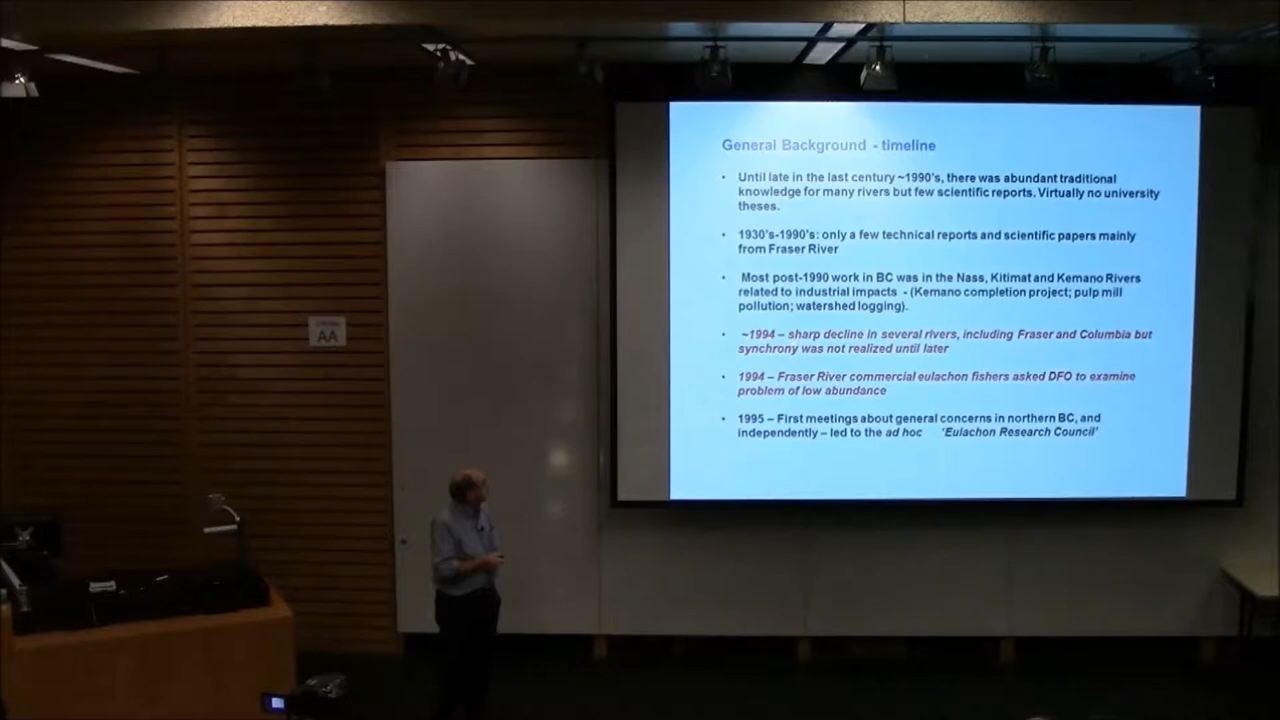 General Background - timeline
• Until late in the last century ~1990's, there was abundant traditional
knowledge for many rivers but few scientific reports. Virtually no university
theses.
• 1930's-1990's: only a few technical reports and scientific papers mainly
from Fraser River
• Most post-1990 work in BC was in the Nass, Kitimat and Kemano Rivers
related to industrial impacts - (Kemano completion project; pulp mill
pollution; watershed logging).
• ~1994 – sharp decline in several rivers, including Fraser and Columbia but
synchrony was not realized until later
• 1994 – Fraser River commercial eulachon fishers asked DFO to examine
problem of low abundance
• 1995 – First meetings about general concerns in northern BC, and
independently – led to the ad hoc 'Eulachon Research Council'
AA